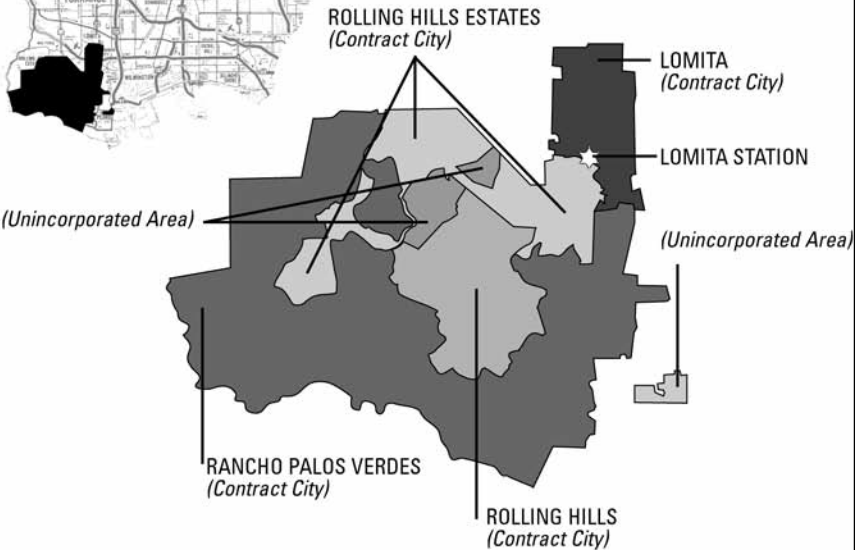 ROLLING HILLS ESTATES
(Contract City)
LOMITA
(Contract City)
LOMITA STATION
(Unincorporated Area)
(Unincorporated Area)
RANCHO PALOS VERDES
(Contract City)
ROLLING HILLS
(Contract City)
WILMINGTON